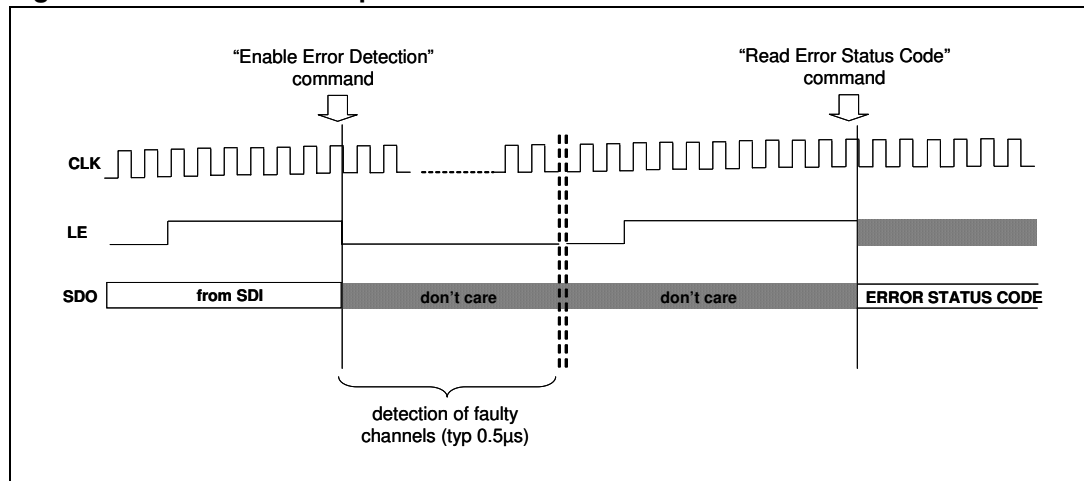 “Enable Error Detection”
command
“Read Error Status Code”
command
CLK
LE
SDO
from SDI
don’t care
don’t care
ERROR STATUS CODE
detection of faulty
channels (typ 0.5µs)